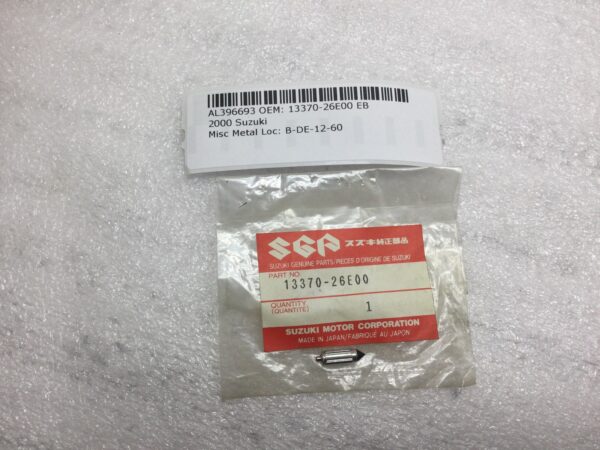 AL396693 OEM: 13370-26E00 EB
2000 Suzuki
Misc Metal Loc: B-DE-12-60
SGP スズキ純正部品
SUZUKI GENUINE PARTS/PIECES D'ORIGINE DE SUZUKI
PART NO.
13370-26E00
QUANTITY
(QUANTITE)
1
SUZUKI MOTOR CORPORATION
MADE IN JAPAN/FABRIQUÉ AU JAPON